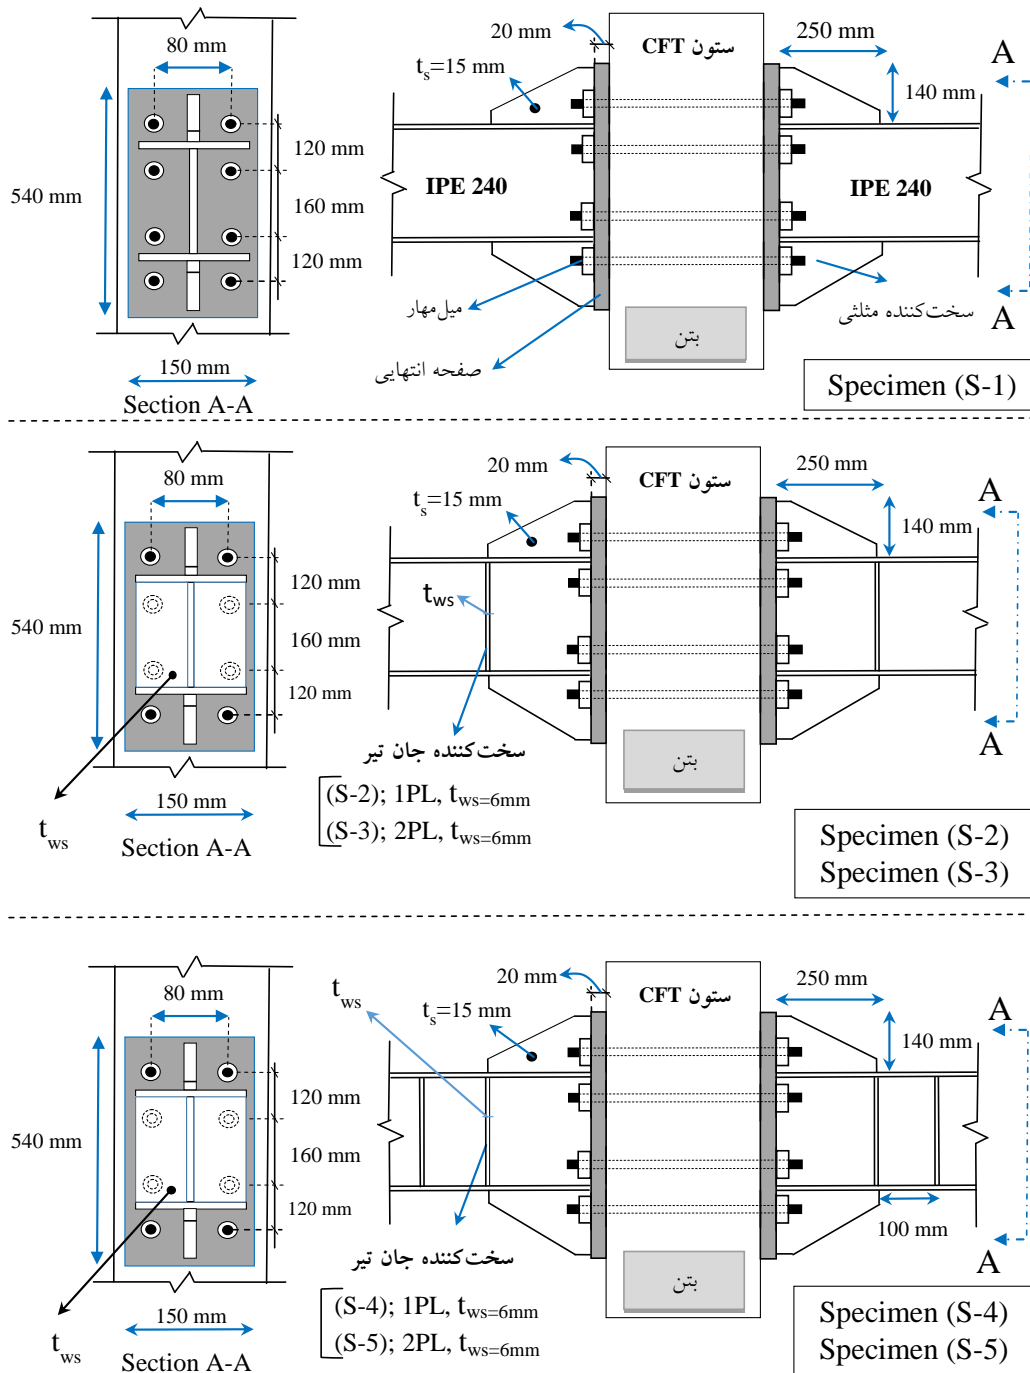 80 mm
120 mm
540 mm
160 mm
120 mm
150 mm
Section A-A
20 mm
ستون CFT
250 mm
A
ts=15 mm
140 mm
IPE 240
IPE 240
میل‌مهار
سخت‌کننده مثلثی
A
صفحه انتهایی
بتن
Specimen (S-1)
80 mm
120 mm
540 mm
160 mm
120 mm
150 mm
tws
Section A-A
20 mm
ستون CFT
250 mm
A
ts=15 mm
140 mm
tws
A
سخت‌کننده جان تیر
بتن
(S-2); 1PL, tws=6mm
(S-3); 2PL, tws=6mm
Specimen (S-2)
Specimen (S-3)
80 mm
120 mm
540 mm
160 mm
120 mm
150 mm
tws
Section A-A
tws
20 mm
ستون CFT
250 mm
A
ts=15 mm
140 mm
100 mm
A
سخت‌کننده جان تیر
بتن
(S-4); 1PL, tws=6mm
(S-5); 2PL, tws=6mm
Specimen (S-4)
Specimen (S-5)